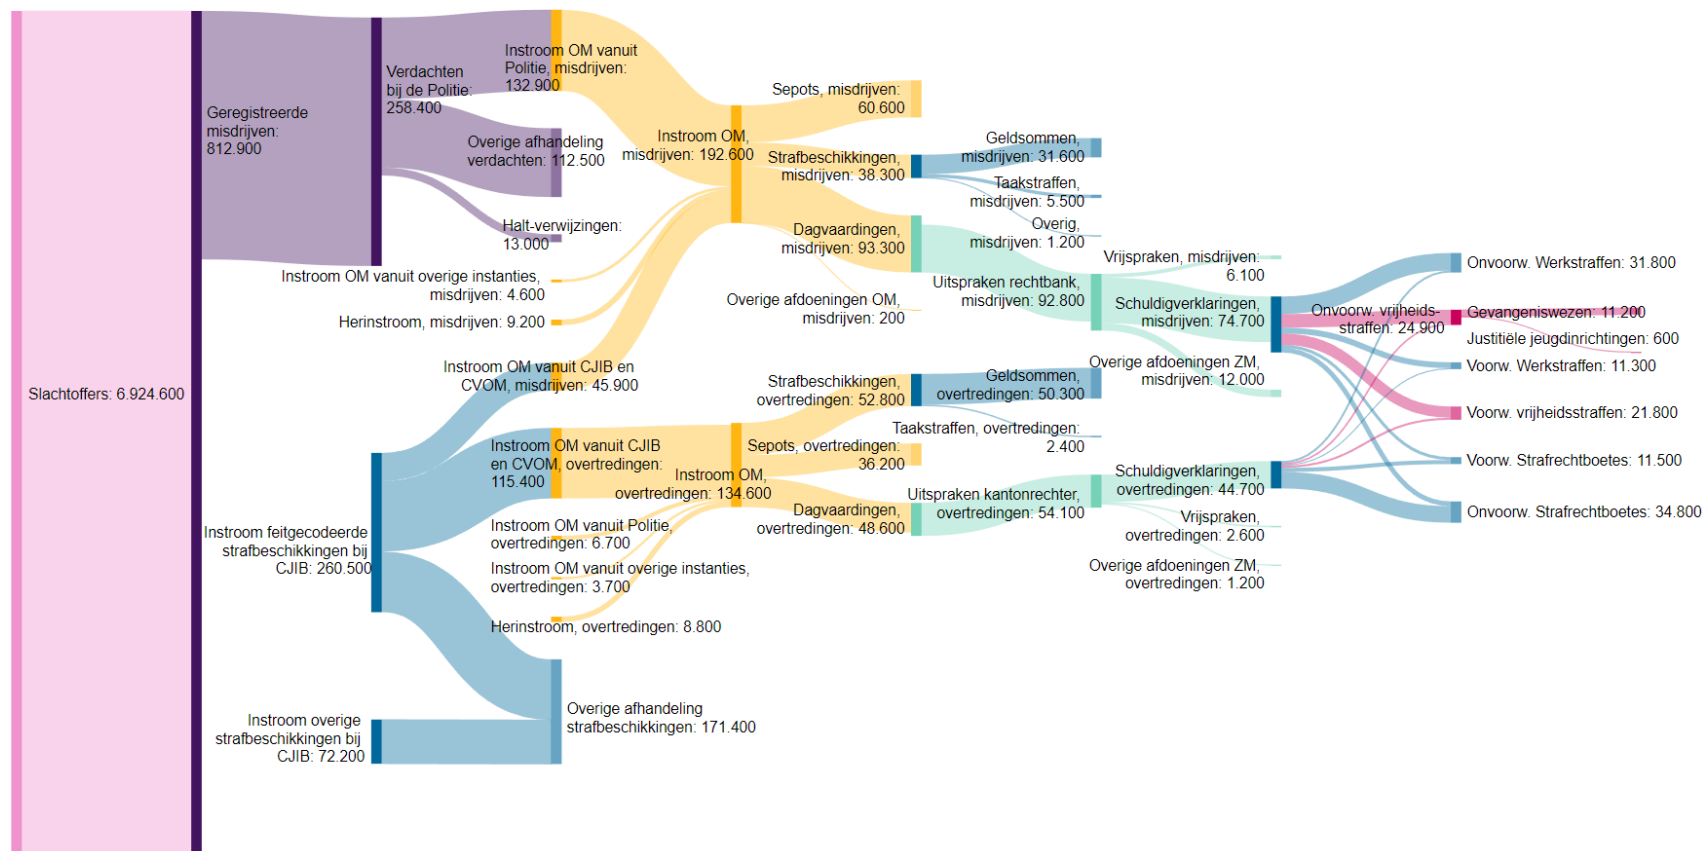 Slachtoffers: 6.924.600
Geregistreerde
misdrijven:
812.900
Verdachten
bij de Politie:
258.400
Instroom feitgecodeerde
strafbeschikkingen bij
CJIB: 260.500
Instroom overige
strafbeschikkingen bij
CJIB: 72.200
Instroom OM vanuit
Politie, misdrijven:
132.900
Overige afhandeling
verdachten: 112.500
Halt-verwijzingen:
13.000
Instroom OM vanuit overige instanties,
misdrijven: 4.600
Herinstroom, misdrijven: 9.200
Instroom OM vanuit CJIB en
CVOM, misdrijven: 45.900
Instroom OM vanuit CJIB
en CVOM, overtredingen:
115.400
Instroom OM vanuit Politie,
overtredingen: 6.700
Instroom OM vanuit overige instanties,
overtredingen: 3.700
Herinstroom, overtredingen: 8.800
Overige afhandeling
strafbeschikkingen: 171.400
Instroom OM,
misdrijven: 192.600
Instroom OM,
overtredingen: 134.600
Sepots, misdrijven:
60.600
Strafbeschikkingen,
misdrijven: 38.300
Dagvaardingen,
misdrijven: 93.300
Overige afdoeningen OM,
misdrijven: 200
Strafbeschikkingen,
overtredingen: 52.800
Sepots, overtredingen:
36.200
Dagvaardingen,
overtredingen: 48.600
Geldsommen,
misdrijven: 31.600
Taakstraffen,
misdrijven: 5.500
Overig,
misdrijven: 1.200
Uitspraken rechtbank,
misdrijven: 92.800
Geldsommen,
overtredingen: 50.300
Taakstraffen, overtredingen:
2.400
Uitspraken kantonrechter,
overtredingen: 54.100
Vrijspraken, misdrijven:
6.100
Schuldigverklaringen,
misdrijven: 74.700
Overige afdoeningen ZM,
misdrijven: 12.000
Schuldigverklaringen,
overtredingen: 44.700
Vrijspraken,
overtredingen: 2.600
Overige afdoeningen ZM,
overtredingen: 1.200
Onvoorw. Werkstraffen: 31.800
Onvoorw. vrijheids-
straffen: 24.900
Gevangeniswezen: 11.200
Justitiële jeugdinrichtingen: 600
Voorw. Werkstraffen: 11.300
Voorw. vrijheidsstraffen: 21.800
Voorw. Strafrechtboetes: 11.500
Onvoorw. Strafrechtboetes: 34.800